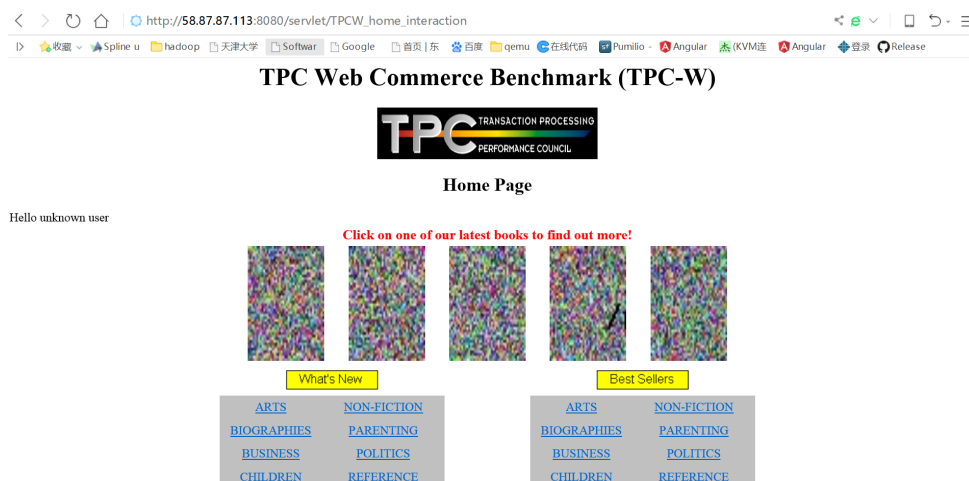 http://58.87.87.113:8080/servlet/TPCW_home_interaction
收藏 Spline u hadoop 天津大学 Softwar Google 首页 | 东 百度 qemu 在线代码 Pumilio - Angular (KVM连 Angular 登录 Release
TPC Web Commerce Benchmark (TPC-W)
TPC TRANSACTION PROCESSING
PERFORMANCE COUNCIL
Home Page
Hello unknown user
Click on one of our latest books to find out more!
What's New Best Sellers
ARTS NON-FICTION ARTS NON-FICTION
BIOGRAPHIES PARENTING BIOGRAPHIES PARENTING
BUSINESS POLITICS BUSINESS POLITICS
CHILDREN REFERENCE CHILDREN REFERENCE